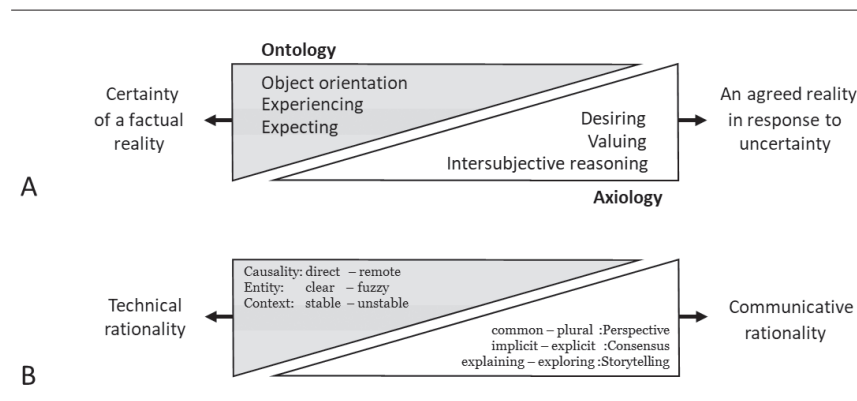 Ontology
Certainty
of a factual
reality
Object orientation
Experiencing
Expecting
Desiring
Valuing
Intersubjective reasoning
An agreed reality
in response to
uncertainty
A
Axiology
Technical
rationality
Causality: direct – remote
Entity: clear – fuzzy
Context: stable – unstable
common – plural :Perspective
implicit – explicit :Consensus
explaining – exploring :Storytelling
Communicative
rationality
B